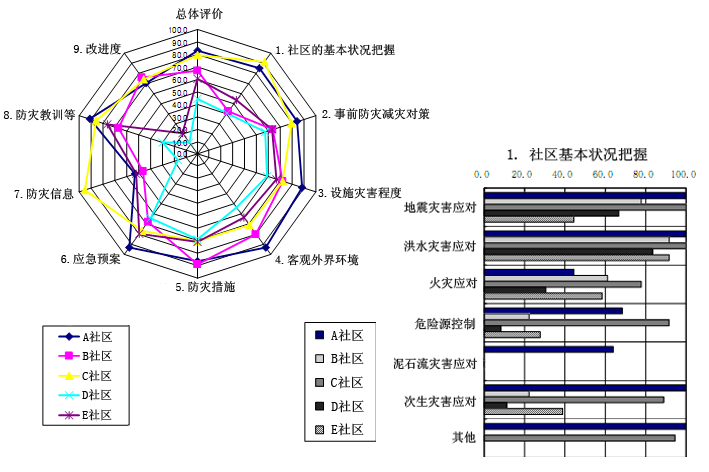 总体评价
100.0
90.0
80.0
70.0
60.0
50.0
40.0
30.0
20.0
10.0
0.0
1. 社区的基本状况把握
2. 事前防灾减灾对策
3. 设施灾害程度
4. 客观外界环境
5. 防灾措施
6. 应急预案
7. 防灾信息
8. 防灾教训等
9. 改进度
A社区
B社区
C社区
D社区
E社区
1. 社区基本状况把握
0.0 20.0 40.0 60.0 80.0 100.0
地震灾害应对
洪水灾害应对
火灾应对
危险源控制
泥石流灾害应对
次生灾害应对
其他
A社区
B社区
C社区
D社区
E社区